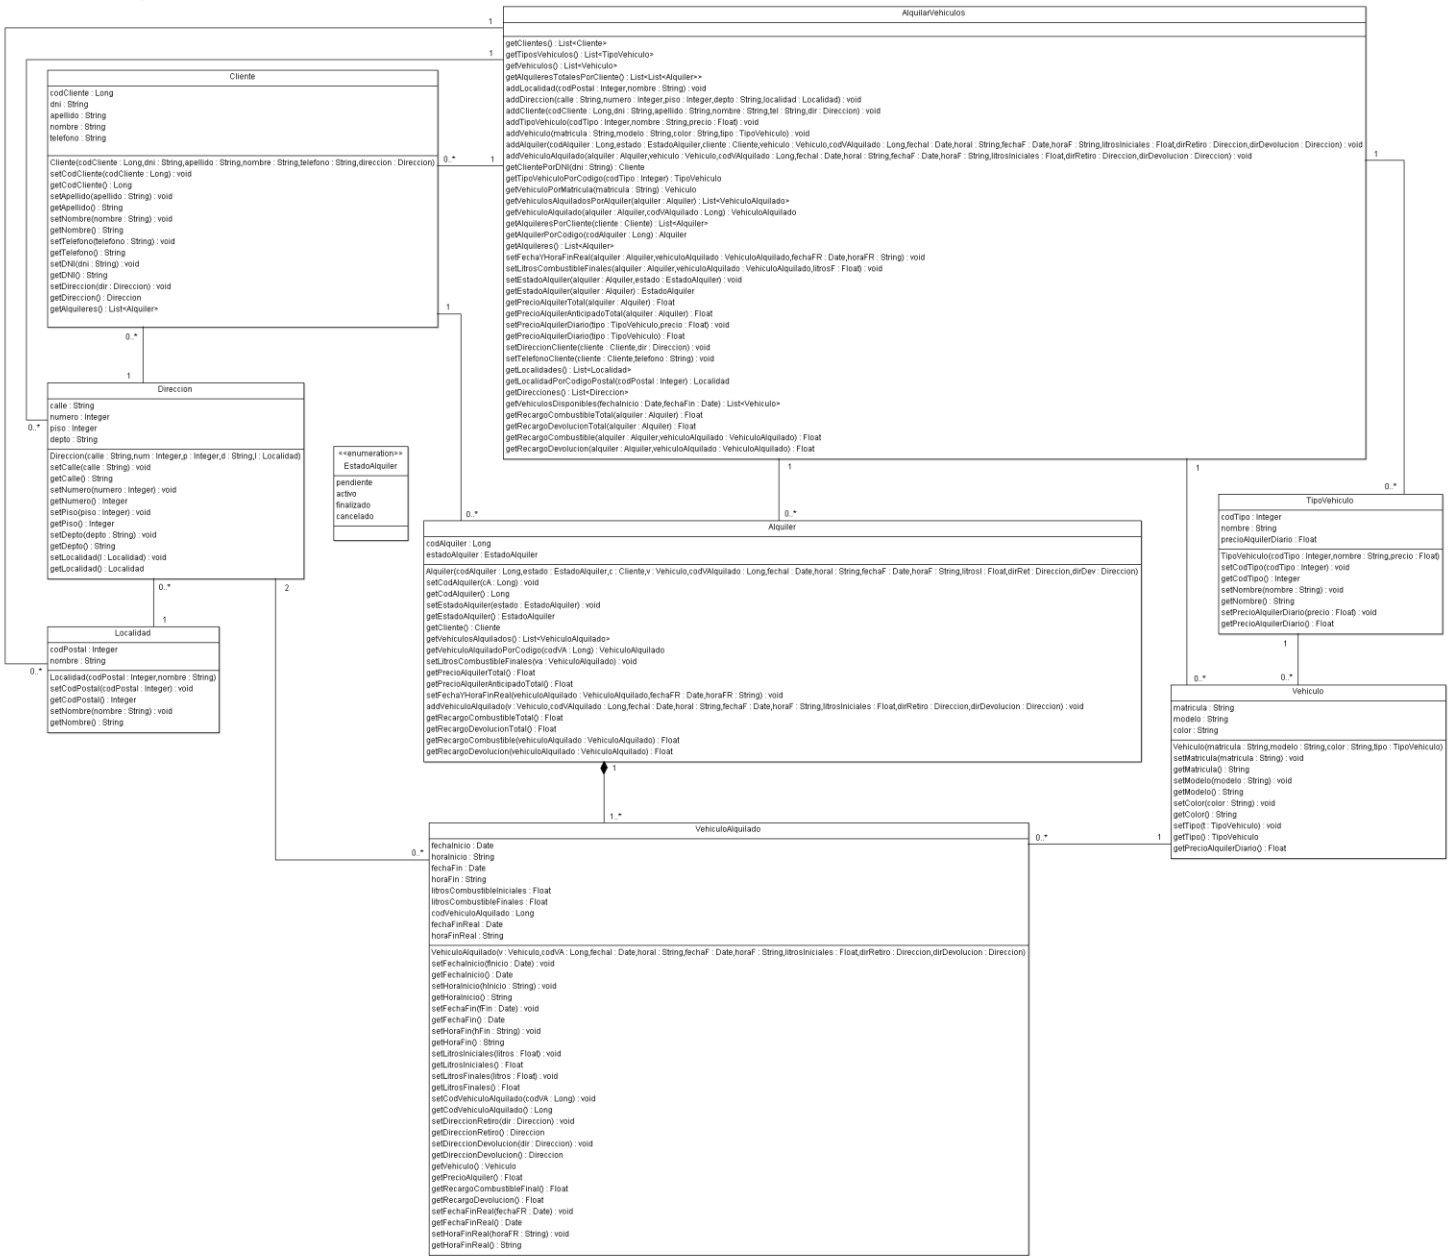 AlquilarVehiculos
getClientes() : List<Cliente>
getTiposVehiculos() : List<TipoVehiculo>
getVehiculos() : List<Vehiculo>
getAlquileresTotalesPorCliente() : List<List<Alquiler>>
addLocalidad(codPostal : Integer,nombre : String) : void
addDireccion(calle : String,numero : Integer,piso : Integer,depto : String,localidad : Localidad) : void
addCliente(codCliente : Long,dni : String,apellido : String,nombre : String,tel : String,dir : Direccion) : void
addTipoVehiculo(codTipo : Integer,nombre : String,precio : Float) : void
addVehiculo(matricula : String,modelo : String,color : String,tipo : TipoVehiculo) : void
addAlquiler(codAlquiler : Long,estado : EstadoAlquiler,cliente : Cliente,vehiculo : Vehiculo,codVAlquilado : Long,fechaI : Date,horaI : String,fechaF : Date,horaF : String,litrosIniciales : Float,dirRetiro : Direccion,dirDevolucion : Direccion) : void
addVehiculoAlquilado(alquiler : Alquiler,vehiculo : Vehiculo,codVAlquilado : Long,fechaI : Date,horaI : String,fechaF : Date,horaF : String,litrosIniciales : Float,dirRetiro : Direccion,dirDevolucion : Direccion) : void
getClientePorDNI(dni : String) : Cliente
getTipoVehiculoPorCodigo(codTipo : Integer) : TipoVehiculo
getVehiculoPorMatricula(matricula : String) : Vehiculo
getVehiculosAlquiladosPorAlquiler(alquiler : Alquiler) : List<VehiculoAlquilado>
getVehiculoAlquilado(alquiler : Alquiler,codVAlquilado : Long) : VehiculoAlquilado
getAlquileresPorCliente(cliente : Cliente) : List<Alquiler>
getAlquilerPorCodigo(codAlquiler : Long) : Alquiler
getAlquileres() : List<Alquiler>
setFechaYHoraFinReal(alquiler : Alquiler,vehiculoAlquilado : VehiculoAlquilado,fechaFR : Date,horaFR : String) : void
setLitrosCombustibleFinales(alquiler : Alquiler,vehiculoAlquilado : VehiculoAlquilado,litrosF : Float) : void
setEstadoAlquiler(alquiler : Alquiler,estado : EstadoAlquiler) : void
getEstadoAlquiler(alquiler : Alquiler) : EstadoAlquiler
getPrecioAlquilerTotal(alquiler : Alquiler) : Float
getPrecioAlquilerAnticipadoTotal(alquiler : Alquiler) : Float
setPrecioAlquilerDiario(tipo : TipoVehiculo,precio : Float) : void
getPrecioAlquilerDiario(tipo : TipoVehiculo) : Float
setDireccionCliente(cliente : Cliente,dir : Direccion) : void
setTelefonoCliente(cliente : Cliente,telefono : String) : void
getLocalidades() : List<Localidad>
getLocalidadPorCodigoPostal(codPostal : Integer) : Localidad
getDirecciones() : List<Direccion>
getVehiculosDisponibles(fechaInicio : Date,fechaFin : Date) : List<Vehiculo>
getRecargoCombustibleTotal(alquiler : Alquiler) : Float
getRecargoDevolucionTotal(alquiler : Alquiler) : Float
getRecargoCombustible(alquiler : Alquiler,vehiculoAlquilado : VehiculoAlquilado) : Float
getRecargoDevolucion(alquiler : Alquiler,vehiculoAlquilado : VehiculoAlquilado) : Float
1
1
Cliente
codCliente : Long
dni : String
apellido : String
nombre : String
telefono : String
Cliente(codCliente : Long,dni : String,apellido : String,nombre : String,telefono : String,direccion : Direccion)
setCodCliente(codCliente : Long) : void
getCodCliente() : Long
setApellido(apellido : String) : void
getApellido() : String
setNombre(nombre : String) : void
getNombre() : String
setTelefono(telefono : String) : void
getTelefono() : String
setDNI(dni : String) : void
getDNI() : String
setDireccion(dir : Direccion) : void
getDireccion() : Direccion
getAlquileres() : List<Alquiler>
0..*
1
1
1
0..*
1
Direccion
calle : String
numero : Integer
piso : Integer
depto : String
Direccion(calle : String,num : Integer,p : Integer,d : String,l : Localidad)
setCalle(calle : String) : void
getCalle() : String
setNumero(numero : Integer) : void
getNumero() : Integer
setPiso(piso : Integer) : void
getPiso() : Integer
setDepto(depto : String) : void
getDepto() : String
setLocalidad(l : Localidad) : void
getLocalidad() : Localidad
0..*
0..*
2
1
<<enumeration>>
EstadoAlquiler
pendiente
activo
finalizado
cancelado
Localidad
codPostal : Integer
nombre : String
Localidad(codPostal : Integer,nombre : String)
setCodPostal(codPostal : Integer) : void
getCodPostal() : Integer
setNombre(nombre : String) : void
getNombre() : String
0..*
0..*
1
0..*
Alquiler
codAlquiler : Long
estadoAlquiler : EstadoAlquiler
Alquiler(codAlquiler : Long,estado : EstadoAlquiler,c : Cliente,v : Vehiculo,codVAlquilado : Long,fechaI : Date,horaI : String,fechaF : Date,horaF : String,litrosI : Float,dirRet : Direccion,dirDev : Direccion)
setCodAlquiler(cA : Long) : void
getCodAlquiler() : Long
setEstadoAlquiler(estado : EstadoAlquiler) : void
getEstadoAlquiler() : EstadoAlquiler
getCliente() : Cliente
getVehiculosAlquilados() : List<VehiculoAlquilado>
getVehiculoAlquiladoPorCodigo(codVA : Long) : VehiculoAlquilado
setLitrosCombustibleFinales(va : VehiculoAlquilado) : void
getPrecioAlquilerTotal() : Float
getPrecioAlquilerAnticipadoTotal() : Float
setFechaYHoraFinReal(vehiculoAlquilado : VehiculoAlquilado,fechaFR : Date,horaFR : String) : void
addVehiculoAlquilado(v : Vehiculo,codVAlquilado : Long,fechaI : Date,horaI : String,fechaF : Date,horaF : String,litrosIniciales : Float,dirRetiro : Direccion,dirDevolucion : Direccion) : void
getRecargoCombustibleTotal() : Float
getRecargoDevolucionTotal() : Float
getRecargoCombustible(vehiculoAlquilado : VehiculoAlquilado) : Float
getRecargoDevolucion(vehiculoAlquilado : VehiculoAlquilado) : Float
1
0..*
TipoVehiculo
codTipo : Integer
nombre : String
precioAlquilerDiario : Float
TipoVehiculo(codTipo : Integer,nombre : String,precio : Float)
setCodTipo(codTipo : Integer) : void
getCodTipo() : Integer
setNombre(nombre : String) : void
getNombre() : String
setPrecioAlquilerDiario(precio : Float) : void
getPrecioAlquilerDiario() : Float
1
0..*
0..*
Vehiculo
matricula : String
modelo : String
color : String
Vehiculo(matricula : String,modelo : String,color : String,tipo : TipoVehiculo)
setMatricula(matricula : String) : void
getMatricula() : String
setModelo(modelo : String) : void
getModelo() : String
setColor(color : String) : void
getColor() : String
setTipo(t : TipoVehiculo) : void
getTipo() : TipoVehiculo
getPrecioAlquilerDiario() : Float
1
1..*
0..*
0..*
1
VehiculoAlquilado
fechaInicio : Date
horaInicio : String
fechaFin : Date
horaFin : String
litrosCombustibleIniciales : Float
litrosCombustibleFinales : Float
codVehiculoAlquilado : Long
fechaFinReal : Date
horaFinReal : String
VehiculoAlquilado(v : Vehiculo,codVA : Long,fechaI : Date,horaI : String,fechaF : Date,horaF : String,litrosIniciales : Float,dirRetiro : Direccion,dirDevolucion : Direccion)
setFechaInicio(fInicio : Date) : void
getFechaInicio() : Date
setHoraInicio(hInicio : String) : void
getHoraInicio() : String
setFechaFin(fFin : Date) : void
getFechaFin() : Date
setHoraFin(hFin : String) : void
getHoraFin() : String
setLitrosIniciales(litros : Float) : void
getLitrosIniciales() : Float
setLitrosFinales(litros : Float) : void
getLitrosFinales() : Float
setCodVehiculoAlquilado(codVA : Long) : void
getCodVehiculoAlquilado() : Long
setDireccionRetiro(dir : Direccion) : void
getDireccionRetiro() : Direccion
setDireccionDevolucion(dir : Direccion) : void
getDireccionDevolucion() : Direccion
getVehiculo() : Vehiculo
getPrecioAlquiler() : Float
getRecargoCombustibleFinal() : Float
getRecargoDevolucion() : Float
setFechaFinReal(fechaFR : Date) : void
getFechaFinReal() : Date
setHoraFinReal(horaFR : String) : void
getHoraFinReal() : String